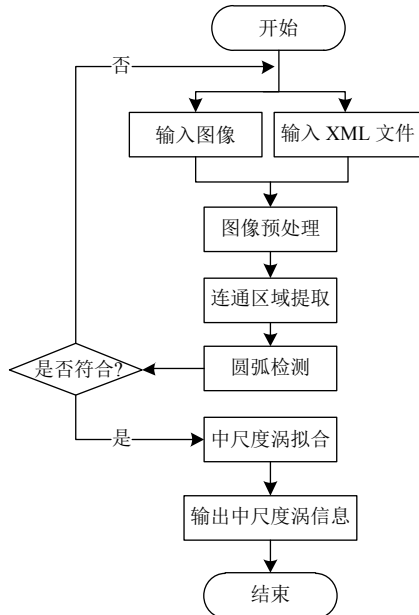 开始
否
输入图像
输入 XML 文件
图像预处理
连通区域提取
是否符合?
圆弧检测
是
中尺度涡拟合
输出中尺度涡信息
结束